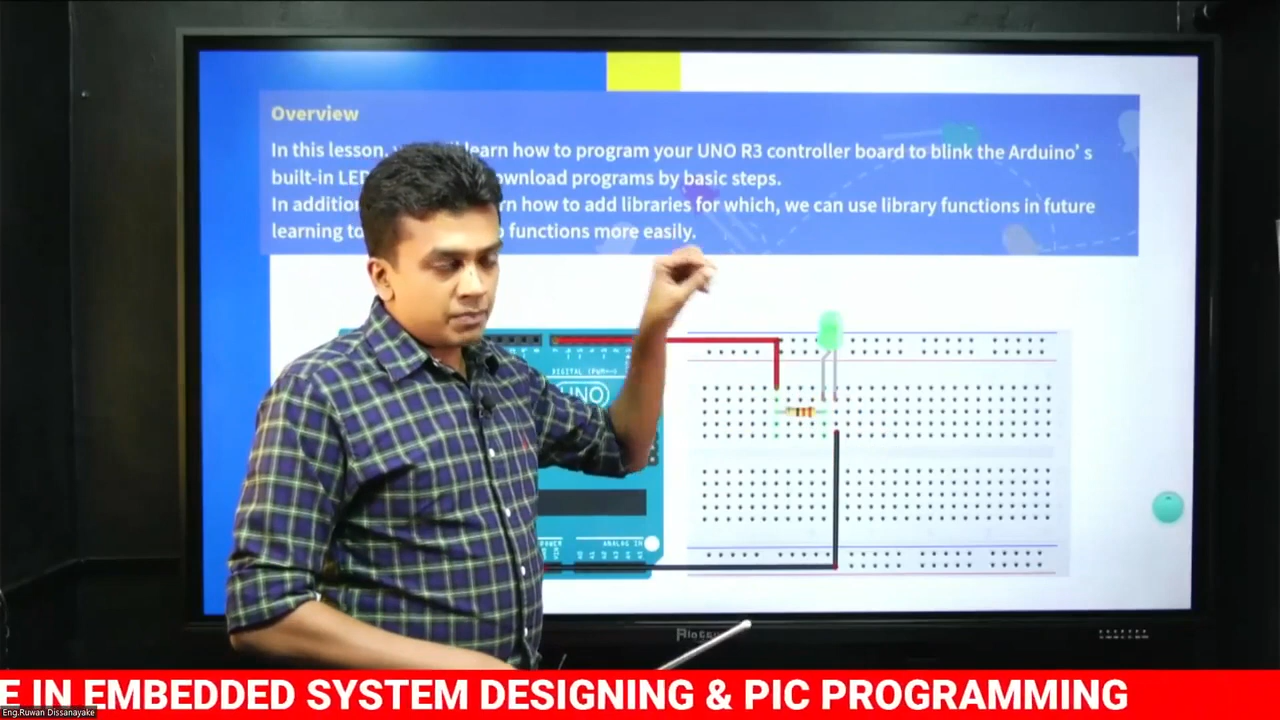 Overview
In this lesson, learn how to program your UNO R3 controller board to blink the Arduino's
built-in LED ownload programs by basic steps.
In addition rn how to add libraries for which, we can use library functions in future
learning to functions more easily.
DIGITAL (PWM~)
UNO
POWER ANALOG IN
E IN EMBEDDED SYSTEM DESIGNING & PIC PROGRAMMING
Eng.Ruwan Dissanayake